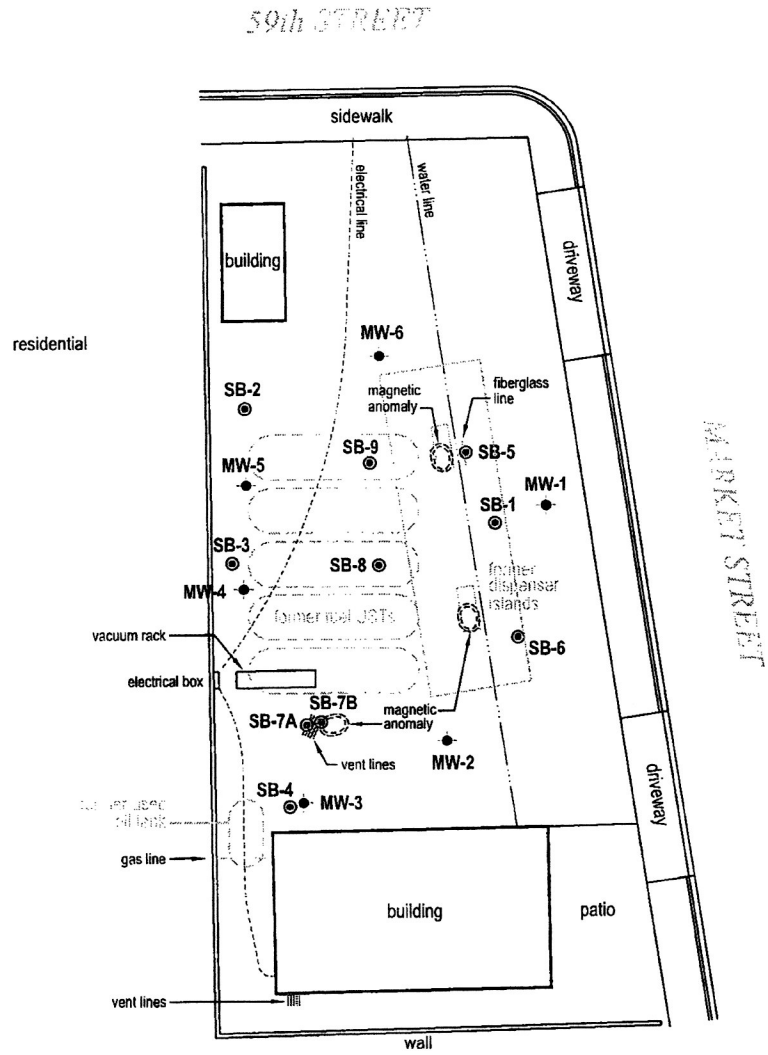 59th STREET
sidewalk
electrical line
water line
driveway
building
residential
MW-6
SB-2
magnetic
anomaly
fiberglass
line
SB-9
SB-5
MW-5
MW-1
SB-1
SB-3
SB-8
MW-4
former
dispensar
islands
MARKET STREET
former fuel USTs
vacuum rack
SB-6
electrical box
SB-7B
SB-7A
magnetic
anomaly
vent lines
MW-2
driveway
SB-4
MW-3
former used
oil tank
gas line
building
patio
vent lines
wall